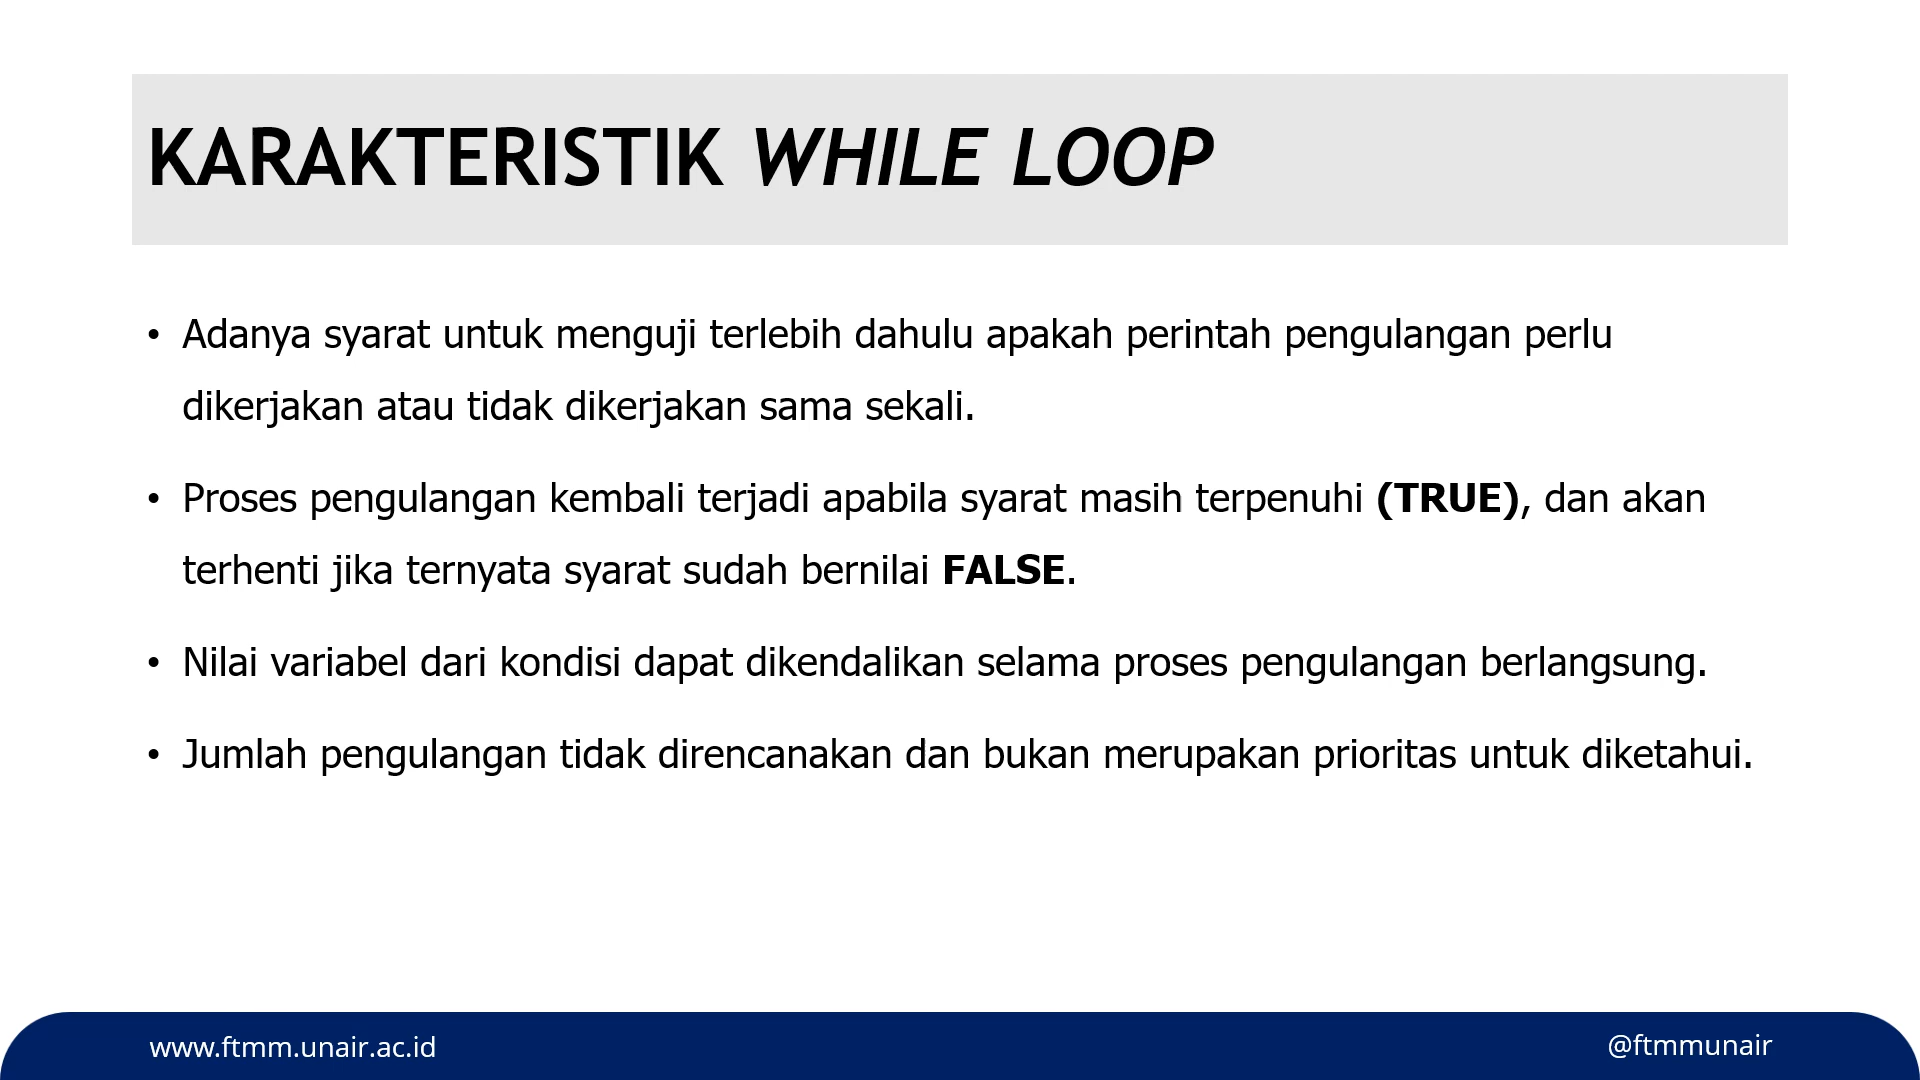 KARAKTERISTIK WHILE LOOP
• Adanya syarat untuk menguji terlebih dahulu apakah perintah pengulangan perlu
dikerjakan atau tidak dikerjakan sama sekali.
• Proses pengulangan kembali terjadi apabila syarat masih terpenuhi (TRUE), dan akan
terhenti jika ternyata syarat sudah bernilai FALSE.
• Nilai variabel dari kondisi dapat dikendalikan selama proses pengulangan berlangsung.
• Jumlah pengulangan tidak direncanakan dan bukan merupakan prioritas untuk diketahui.
www.ftmm.unair.ac.id
@ftmmunair